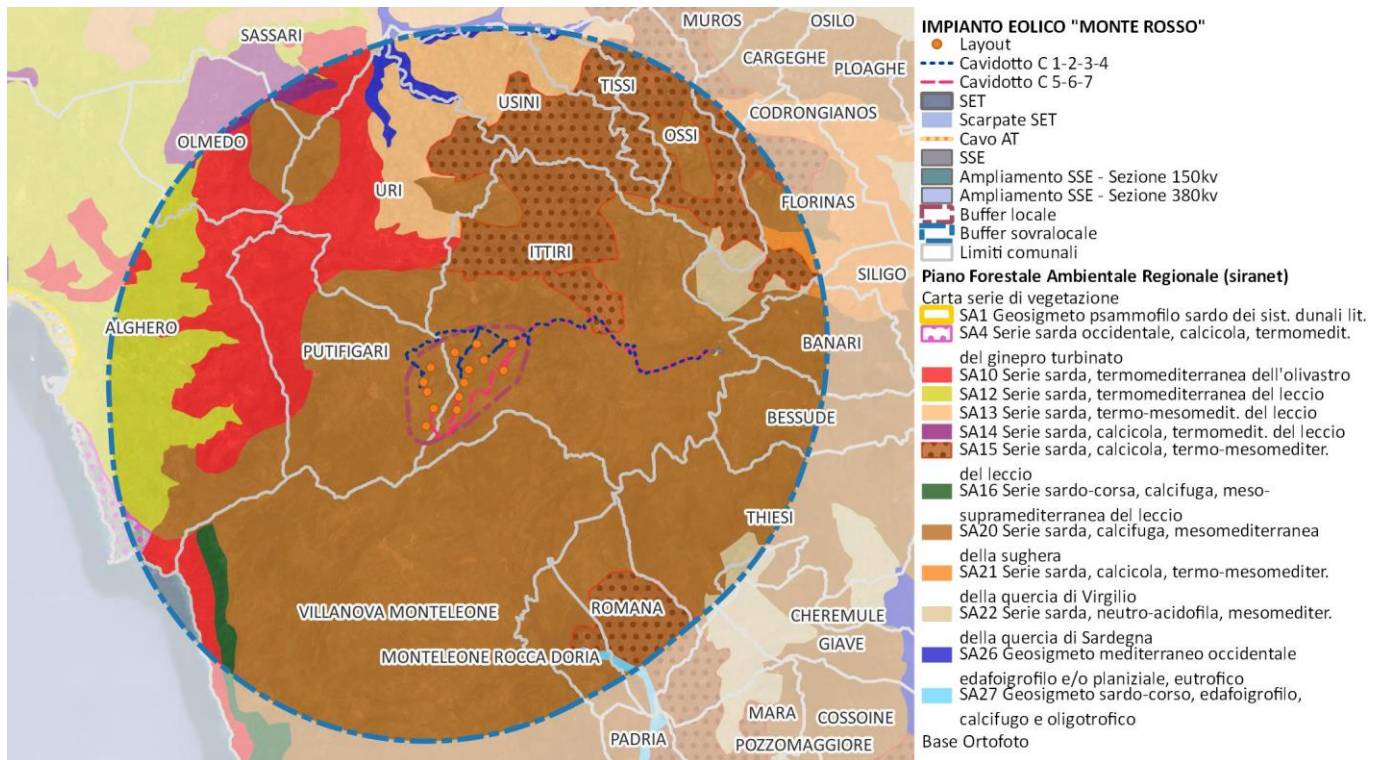 MUROS
OSILO
SASSARI
CARGEGHE
PLOAGHE
TISSI
USINI
CODRONGIANOS
OLMEDO
OSSI
URI
FLORINAS
ITTIRI
SILIGO
ALGHERO
PUTIFIGARI
BANARI
BESSUDE
THIESI
VILLANOVA MONTELEONE
ROMANA
CHEREMULE
GIAVE
MONTELEONE ROCCA DORIA
MARA
COSSOINE
PADRIA
POZZOMAGGIORE
IMPIANTO EOLICO "MONTE ROSSO"
Layout
Cavidotto C 1-2-3-4
Cavidotto C 5-6-7
SET
Scarpate SET
Cavo AT
SSE
Ampliamento SSE - Sezione 150kv
Ampliamento SSE - Sezione 380kv
Buffer locale
Buffer sovralocale
Limiti comunali
Piano Forestale Ambientale Regionale (siranet)
Carta serie di vegetazione
SA1 Geosigmeto psammofilo sardo dei sist. dunali lit.
SA4 Serie sarda occidentale, calcicola, termomedit.
del ginepro turbinato
SA10 Serie sarda, termomediterranea dell'olivastro
SA12 Serie sarda, termomediterranea del leccio
SA13 Serie sarda, termo-mesomedit. del leccio
SA14 Serie sarda, calcicola, termomedit. del leccio
SA15 Serie sarda, calcicola, termo-mesomediter.
del leccio
SA16 Serie sardo-corsa, calcifuga, meso-
supramediterranea del leccio
SA20 Serie sarda, calcifuga, mesomediterranea
della sughera
SA21 Serie sarda, calcicola, termo-mesomediter.
della quercia di Virgilio
SA22 Serie sarda, neutro-acidofila, mesomediter.
della quercia di Sardegna
SA26 Geosigmeto mediterraneo occidentale
edafoigrofilo e/o planiziale, eutrofico
SA27 Geosigmeto sardo-corso, edafoigrofilo,
calcifugo e oligotrofico
Base Ortofoto